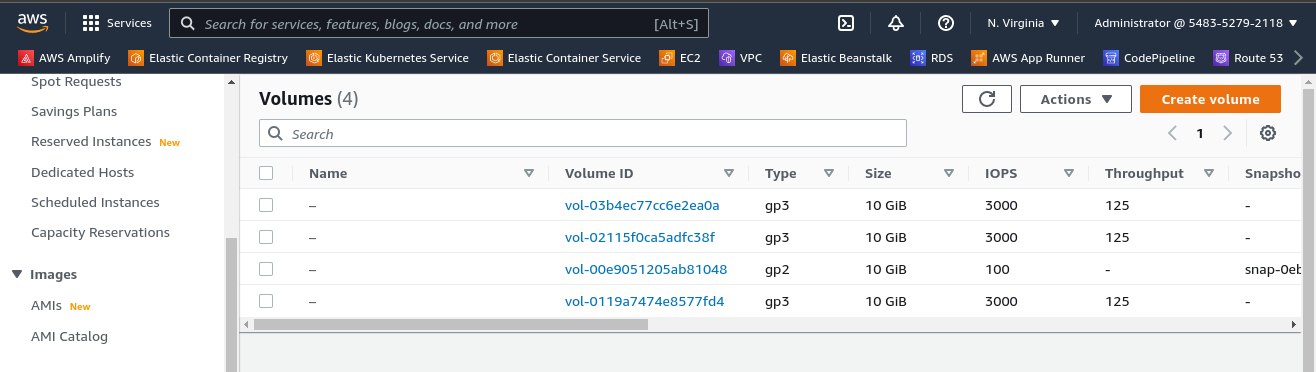 aws Services Search for services, features, blogs, docs, and more [Alt+S] N. Virginia Administrator @ 5483-5279-2118
AWS Amplify Elastic Container Registry Elastic Kubernetes Service Elastic Container Service EC2 VPC Elastic Beanstalk RDS AWS App Runner CodePipeline Route 53
Spot Requests
Savings Plans
Reserved Instances New
Dedicated Hosts
Scheduled Instances
Capacity Reservations
Images
AMIs New
AMI Catalog
Volumes (4) Actions Create volume
Search 1
Name Volume ID Type Size IOPS Throughput Snapsho
– vol-03b4ec77cc6e2ea0a gp3 10 GiB 3000 125 -
– vol-02115f0ca5adfc38f gp3 10 GiB 3000 125 -
– vol-00e9051205ab81048 gp2 10 GiB 100 - snap-0eb
– vol-0119a7474e8577fd4 gp3 10 GiB 3000 125 -